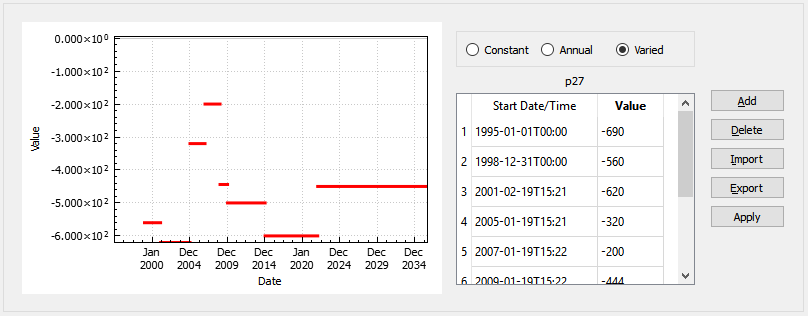 0.000×10⁰
-1.000×10²
-2.000×10²
-3.000×10²
-4.000×10²
-5.000×10²
-6.000×10²
Value
Jan 2000
Dec 2004
Dec 2009
Dec 2014
Jan 2020
Dec 2024
Dec 2029
Dec 2034
Date
Constant Annual Varied
p27
Start Date/Time Value
1 1995-01-01T00:00 -690
2 1998-12-31T00:00 -560
3 2001-02-19T15:21 -620
4 2005-01-19T15:21 -320
5 2007-01-19T15:22 -200
6 2009-01-19T15:22 -444
Add
Delete
Import
Export
Apply